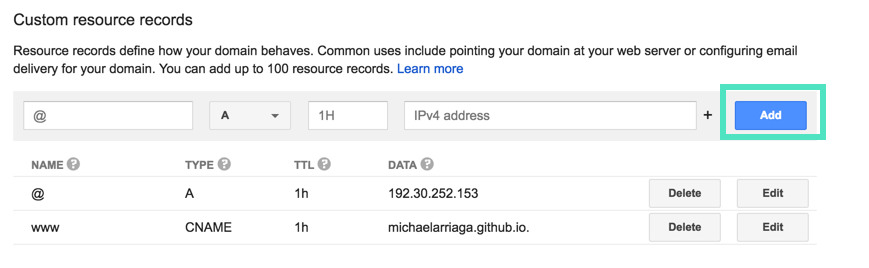 Custom resource records
Resource records define how your domain behaves. Common uses include pointing your domain at your web server or configuring email
delivery for your domain. You can add up to 100 resource records. Learn more
@ A 1H IPv4 address + Add
NAME ? TYPE ? TTL ? DATA ?
@ A 1h 192.30.252.153 Delete Edit
www CNAME 1h michaelarriaga.github.io. Delete Edit